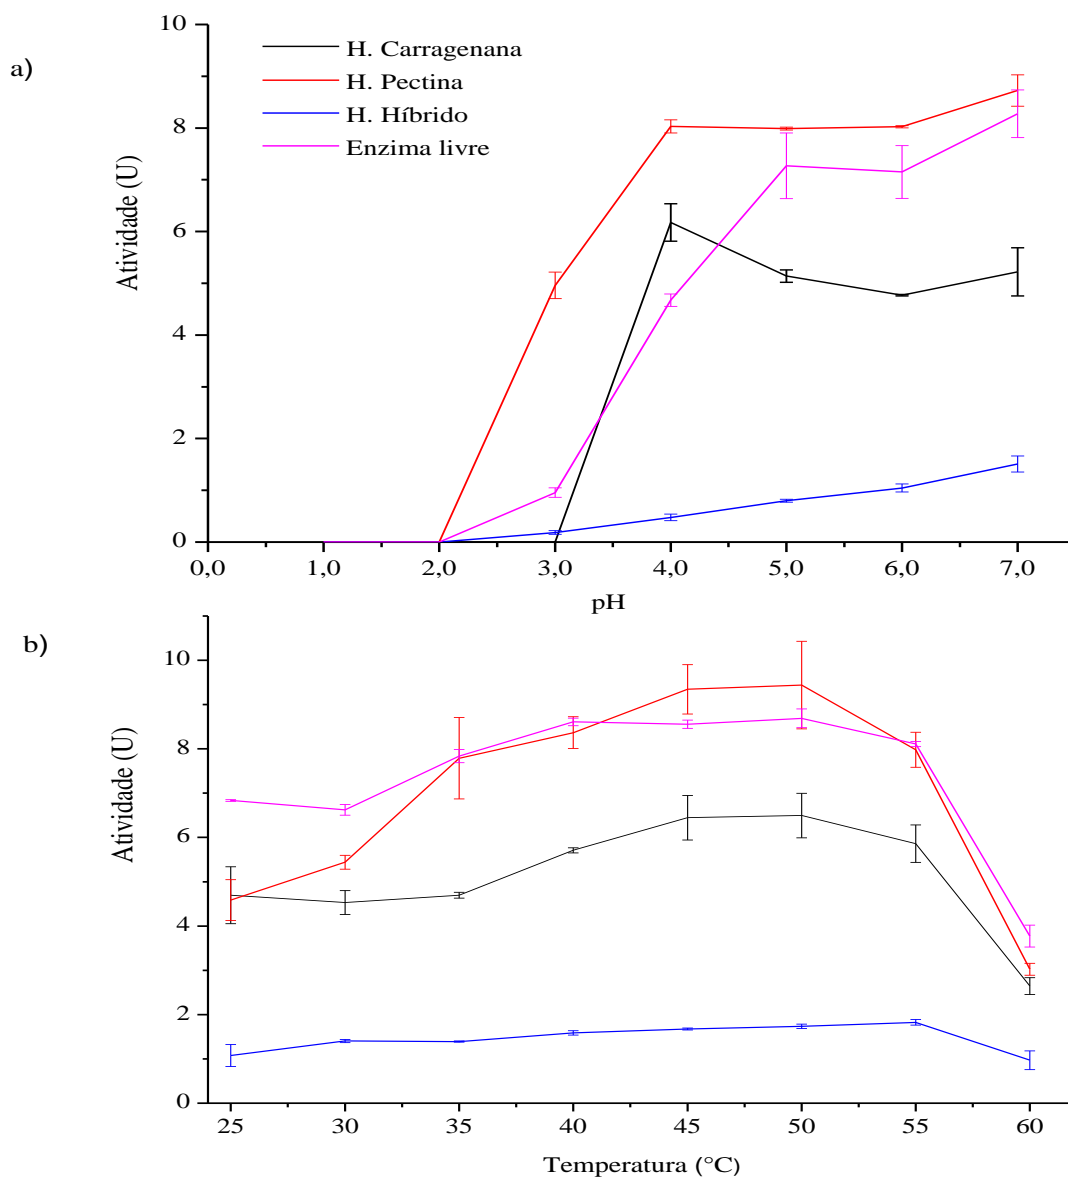 a)
10
8
6
4
2
0
Atividade (U)
H. Carragenana
H. Pectina
H. Híbrido
Enzima livre
0,0 1,0 2,0 3,0 4,0 5,0 6,0 7,0
pH
b)
10
8
6
4
2
0
Atividade (U)
25 30 35 40 45 50 55 60
Temperatura (°C)